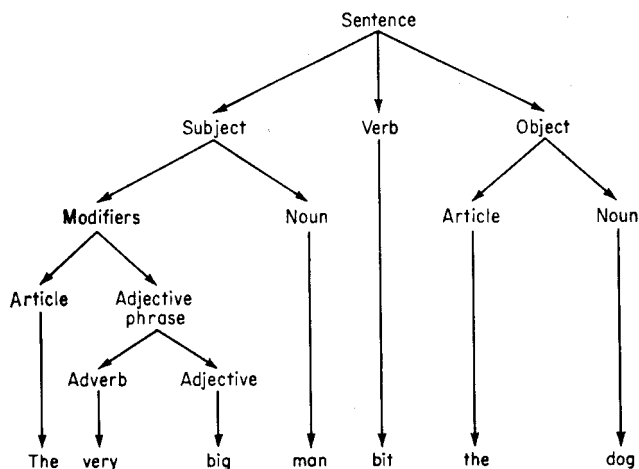 Sentence
Subject Verb Object
Modifiers Noun Article Noun
Article Adjective
phrase
Adverb Adjective
The very big man bit the dog